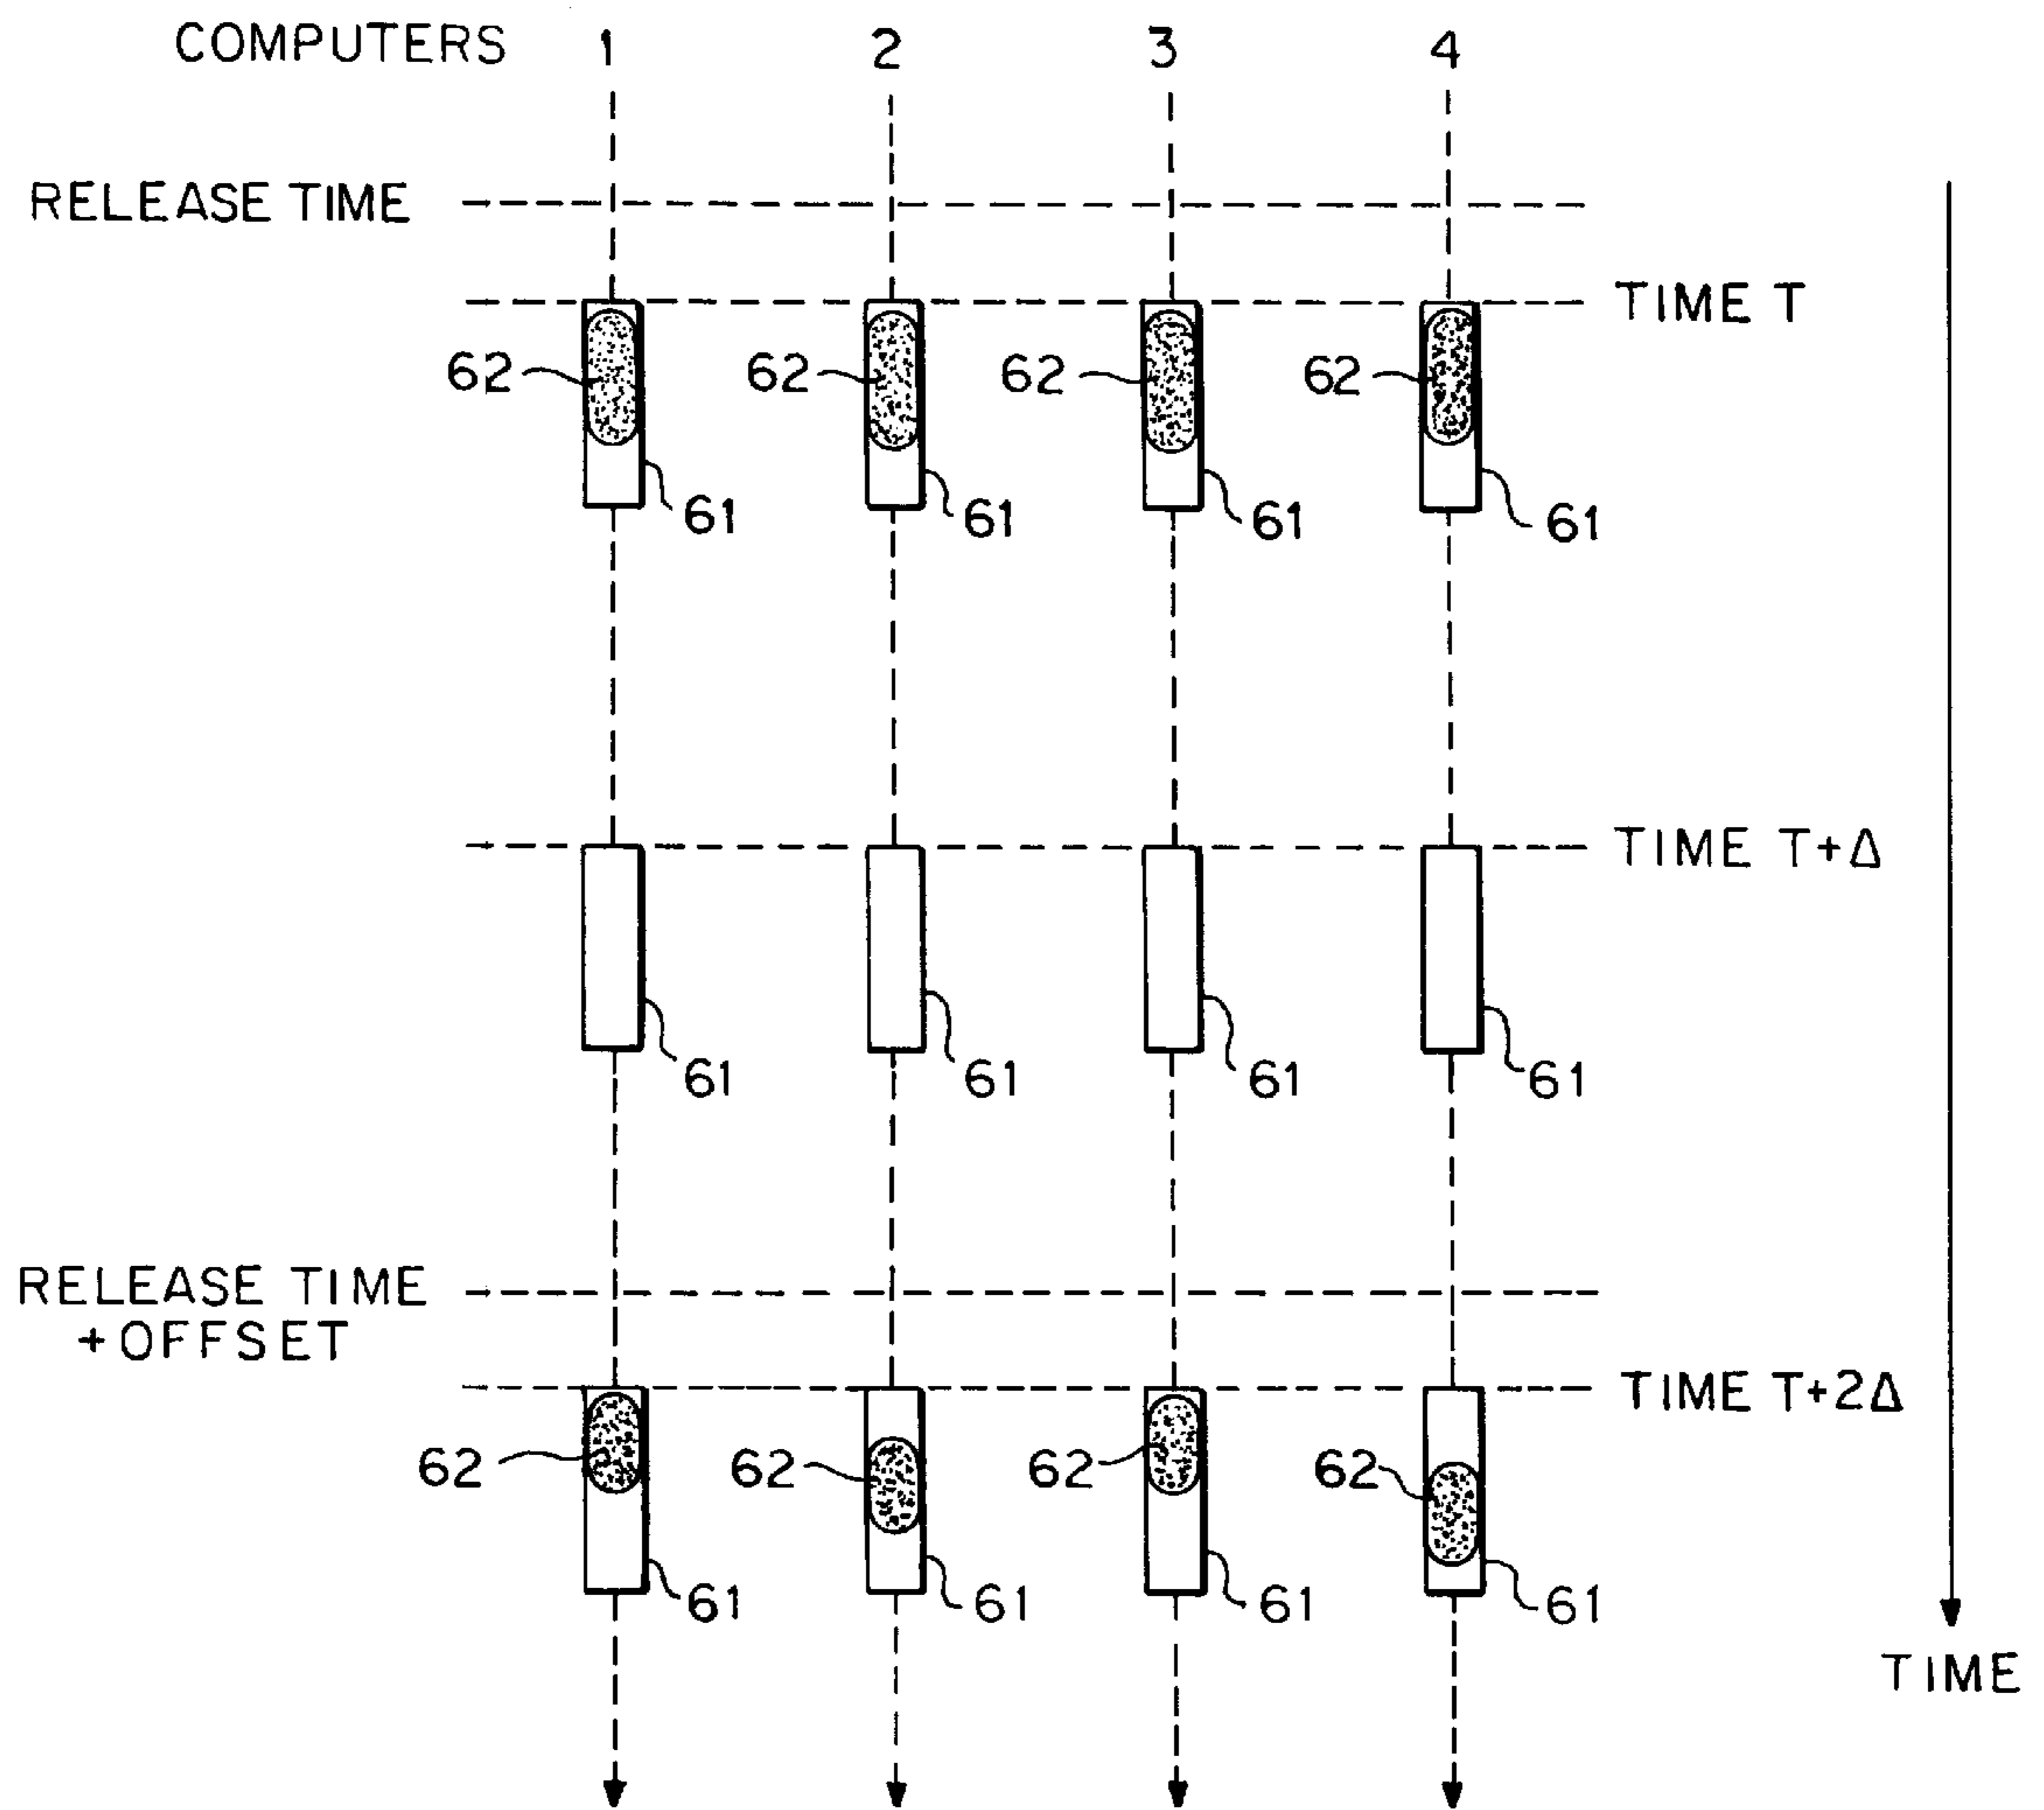 COMPUTERS 1 2 3 4
RELEASE TIME
TIME T
62 62 62 62
61 61 61 61
TIME T+Δ
61 61 61 61
RELEASE TIME
+OFFSET
TIME T+2Δ
62 62 62 62
61 61 61 61
TIME